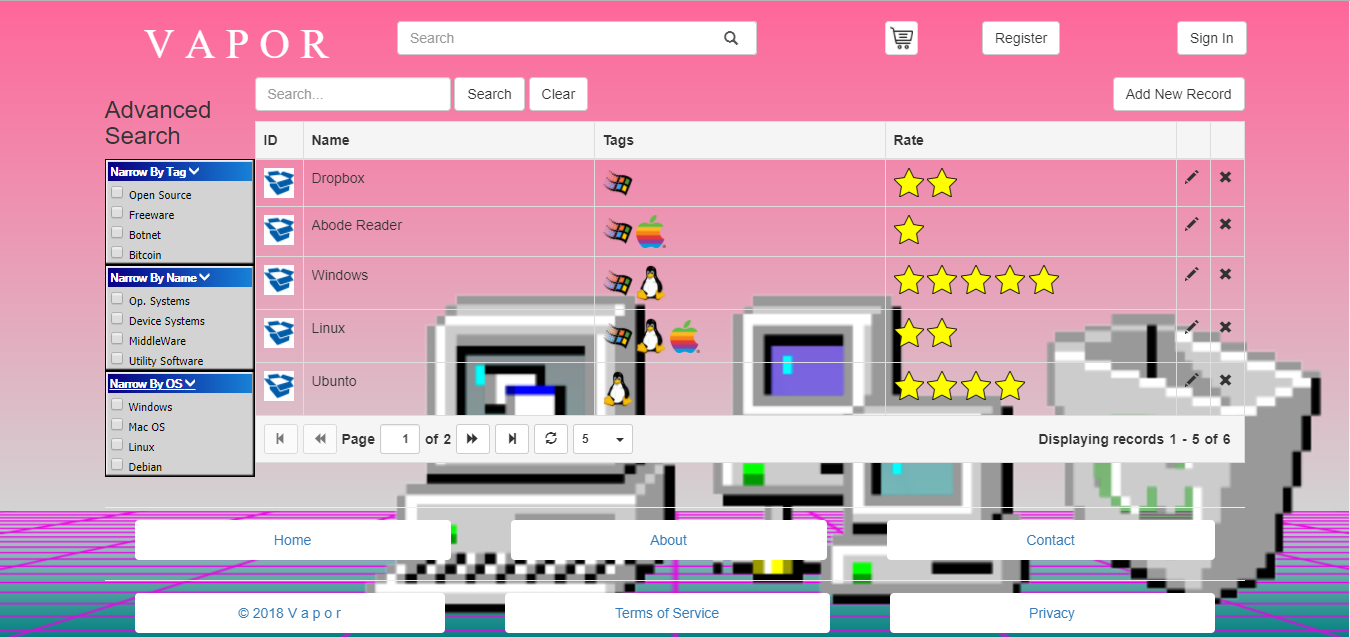 V A P O R
Search
Register
Sign In
Search...
Search
Clear
Add New Record
Advanced
Search
Narrow By Tag
Open Source
Freeware
Botnet
Bitcoin
Narrow By Name
Op. Systems
Device Systems
MiddleWare
Utility Software
Narrow By OS
Windows
Mac OS
Linux
Debian
ID Name Tags Rate
Dropbox
Abode Reader
Windows
Linux
Ubunto
Page 1 of 2 5 Displaying records 1 - 5 of 6
Home About Contact
© 2018 V a p o r Terms of Service Privacy